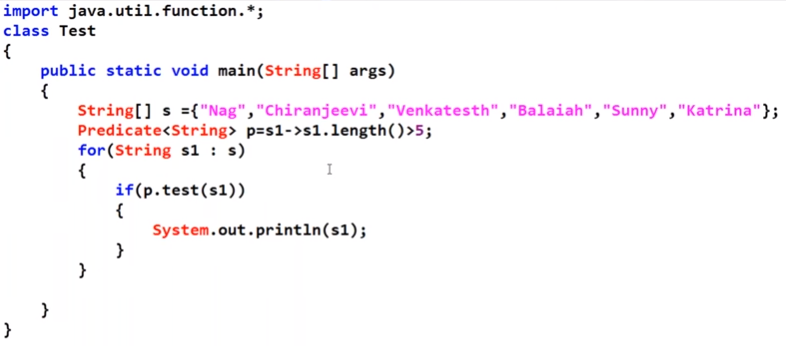 import java.util.function.*;
class Test
{
    public static void main(String[] args)
    {
        String[] s ={"Nag","Chiranjeevi","Venkatesth","Balaiah","Sunny","Katrina"};
        Predicate<String> p=s1->s1.length()>5;
        for(String s1 : s)
        {
            if(p.test(s1))
            {
                System.out.println(s1);
            }
        }
    }
}